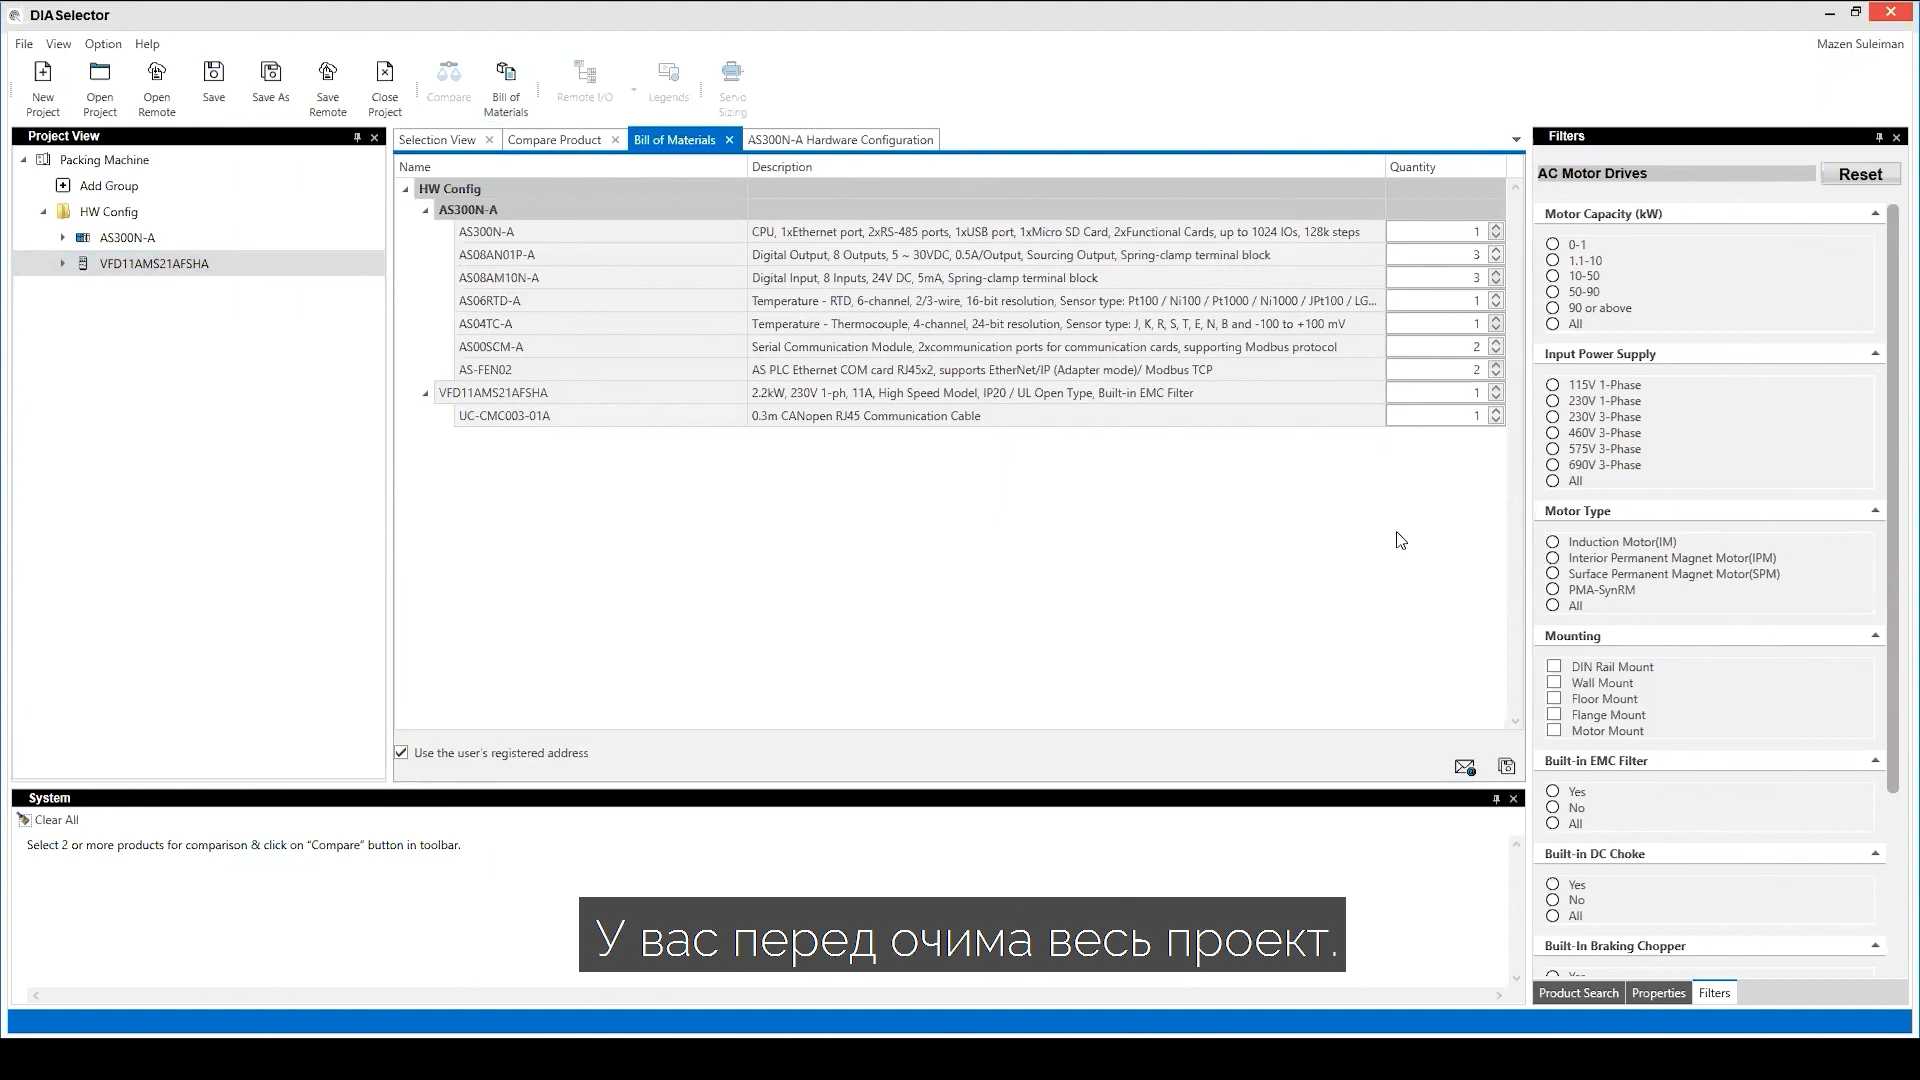 DIASelector
File View Option Help
Mazen Suleiman
New Project
Open Project
Open Remote
Save
Save As
Save Remote
Close Project
Compare
Bill of Materials
Remote I/O
Legends
Servo Sizing
Project View
Packing Machine
Add Group
HW Config
AS300N-A
VFD11AMS21AFSHA
Selection View
Compare Product
Bill of Materials
AS300N-A Hardware Configuration
Name Description Quantity
HW Config
AS300N-A
AS300N-A CPU, 1xEthernet port, 2xRS-485 ports, 1xUSB port, 1xMicro SD Card, 2xFunctional Cards, up to 1024 IOs, 128k steps 1
AS08AN01P-A Digital Output, 8 Outputs, 5 ~ 30VDC, 0.5A/Output, Sourcing Output, Spring-clamp terminal block 3
AS08AM10N-A Digital Input, 8 Inputs, 24V DC, 5mA, Spring-clamp terminal block 3
AS06RTD-A Temperature - RTD, 6-channel, 2/3-wire, 16-bit resolution, Sensor type: Pt100 / Ni100 / Pt1000 / Ni1000 / JPt100 / LG... 1
AS04TC-A Temperature - Thermocouple, 4-channel, 24-bit resolution, Sensor type: J, K, R, S, T, E, N, B and -100 to +100 mV 1
AS00SCM-A Serial Communication Module, 2xcommunication ports for communication cards, supporting Modbus protocol 2
AS-FEN02 AS PLC Ethernet COM card RJ45x2, supports EtherNet/IP (Adapter mode)/ Modbus TCP 2
VFD11AMS21AFSHA 2.2kW, 230V 1-ph, 11A, High Speed Model, IP20 / UL Open Type, Built-in EMC Filter 1
UC-CMC003-01A 0.3m CANopen RJ45 Communication Cable 1
Use the user's registered address
System
Clear All
Select 2 or more products for comparison & click on "Compare" button in toolbar.
У вас перед очима весь проект.
Filters
AC Motor Drives Reset
Motor Capacity (kW)
0-1
1.1-10
10-50
50-90
90 or above
All
Input Power Supply
115V 1-Phase
230V 1-Phase
230V 3-Phase
460V 3-Phase
575V 3-Phase
690V 3-Phase
All
Motor Type
Induction Motor(IM)
Interior Permanent Magnet Motor(IPM)
Surface Permanent Magnet Motor(SPM)
PMA-SynRM
All
Mounting
DIN Rail Mount
Wall Mount
Floor Mount
Flange Mount
Motor Mount
Built-in EMC Filter
Yes
No
All
Built-in DC Choke
Yes
No
All
Built-In Braking Chopper
Product Search Properties Filters